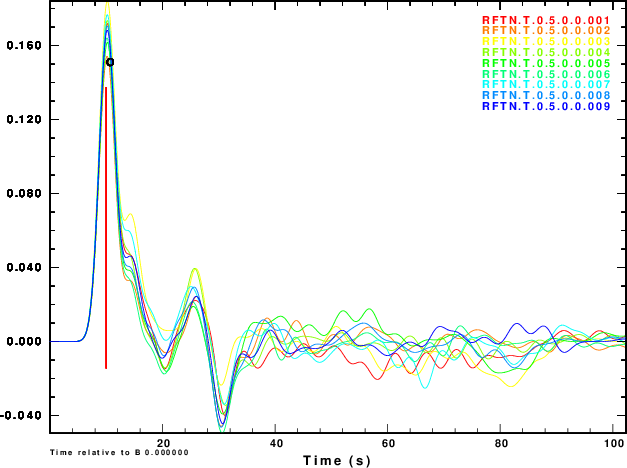 RFTN.T.0.5.0.0.001
RFTN.T.0.5.0.0.002
RFTN.T.0.5.0.0.003
RFTN.T.0.5.0.0.004
RFTN.T.0.5.0.0.005
RFTN.T.0.5.0.0.006
RFTN.T.0.5.0.0.007
RFTN.T.0.5.0.0.008
RFTN.T.0.5.0.0.009
0.160
0.120
0.080
0.040
0.000
-0.040
20 40 60 80 100
Time relative to B 0.000000
Time (s)